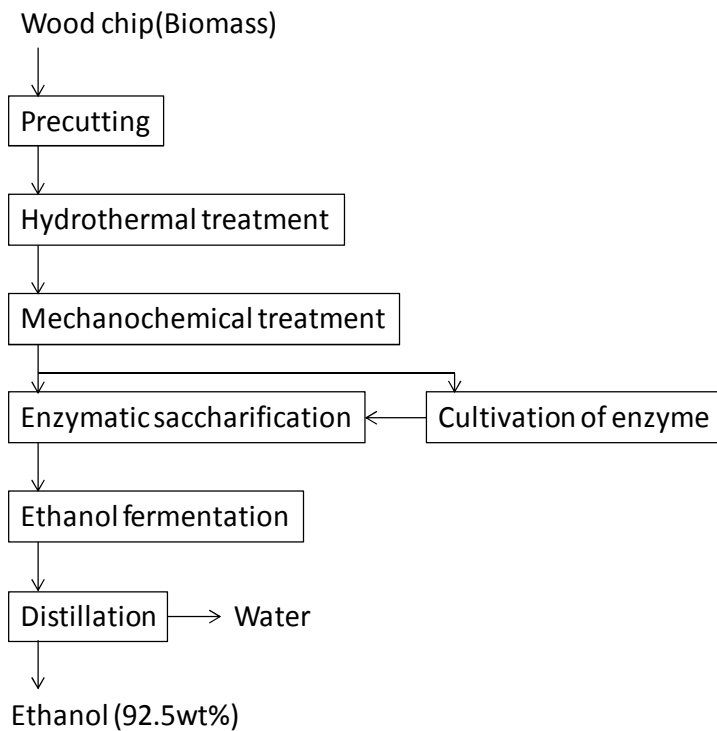 Wood chip(Biomass)
Precutting
Hydrothermal treatment
Mechanochemical treatment
Enzymatic saccharification
Cultivation of enzyme
Ethanol fermentation
Distillation
Water
Ethanol (92.5wt%)